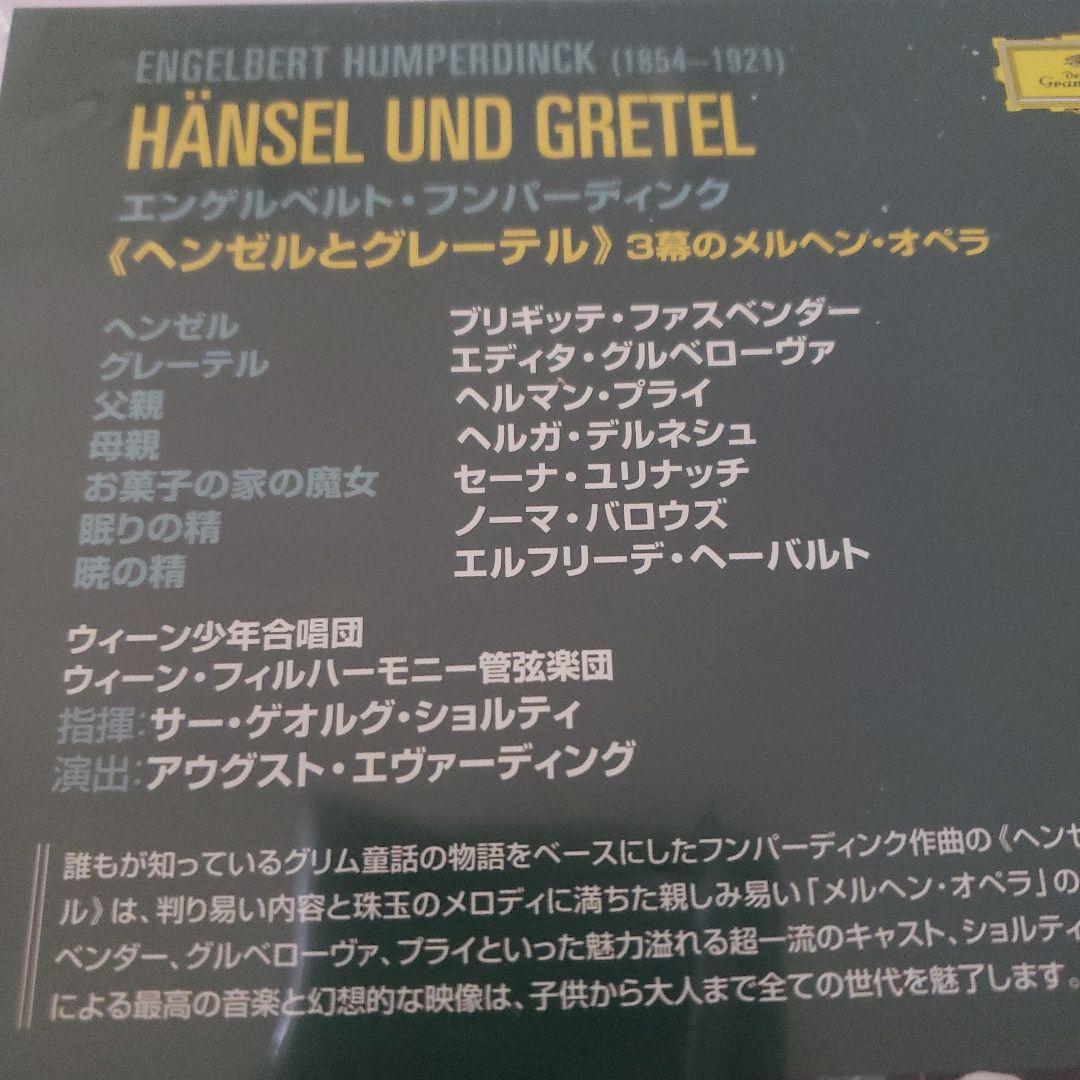 ENGELBERT HUMPERDINCK (1854–1921)
HÄNSEL UND GRETEL
エンゲルベルト・フンパーディンク
《ヘンゼルとグレーテル》 3幕のメルヘン・オペラ
ヘンゼル ブリギッテ・ファスベンダー
グレーテル エディタ・グルベローヴァ
父親 ヘルマン・プライ
母親 ヘルガ・デルネシュ
お菓子の家の魔女 セーナ・ユリナッチ
眠りの精 ノーマ・バロウズ
暁の精 エルフリーデ・ヘーバルト
ウィーン少年合唱団
ウィーン・フィルハーモニー管弦楽団
指揮:サー・ゲオルグ・ショルティ
演出:アウグスト・エヴァーディング
誰もが知っているグリム童話の物語をベースにしたフンパーディンク作曲の《ヘンゼ
ル》は、判り易い内容と珠玉のメロディに満ちた親しみ易い「メルヘン・オペラ」の
ベンダー、グルベローヴァ、プライといった魅力溢れる超一流のキャスト、ショルティ
による最高の音楽と幻想的な映像は、子供から大人まで全ての世代を魅了します。